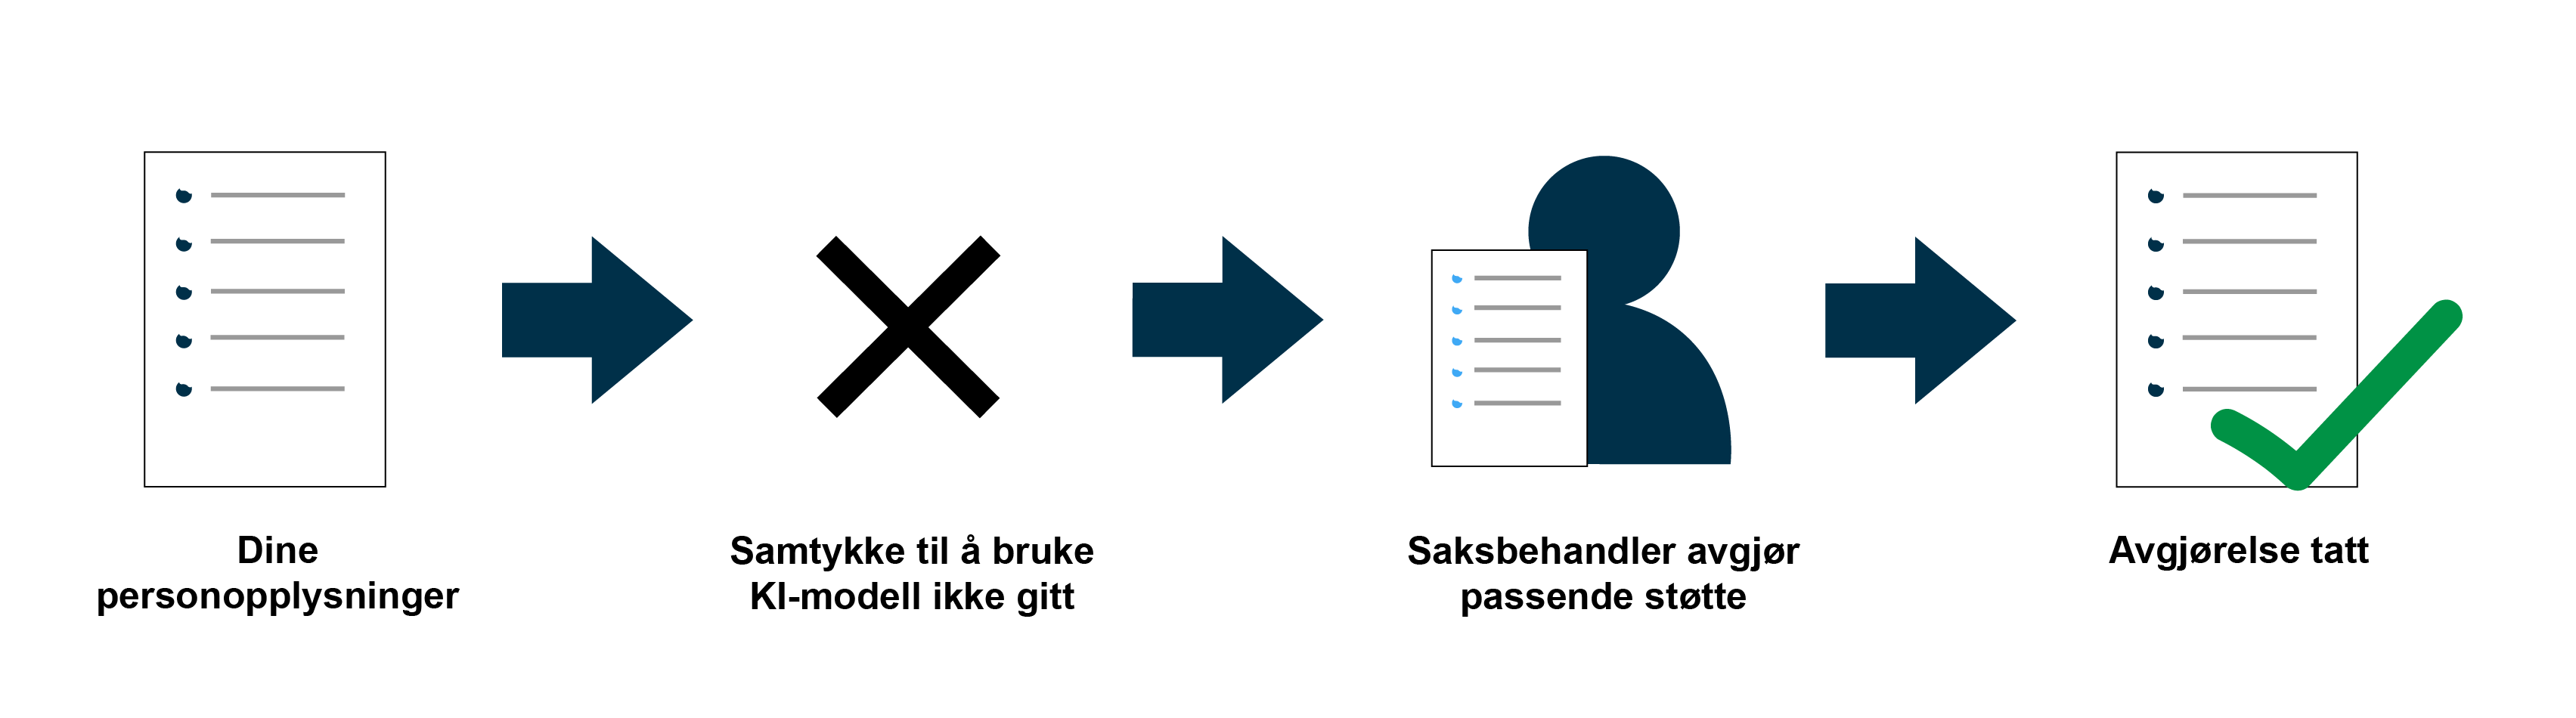 Dine
personopplysninger
Samtykke til å bruke
KI-modell ikke gitt
Saksbehandler avgjør
passende støtte
Avgjørelse tatt